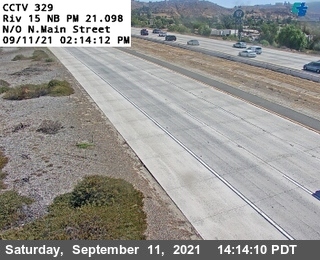 CCTV 329
Riv 15 NB PM 21.098
N/O N.Main Street
09/11/21 02:14:12 PM
Saturday, September 11, 2021 14:14:10 PDT